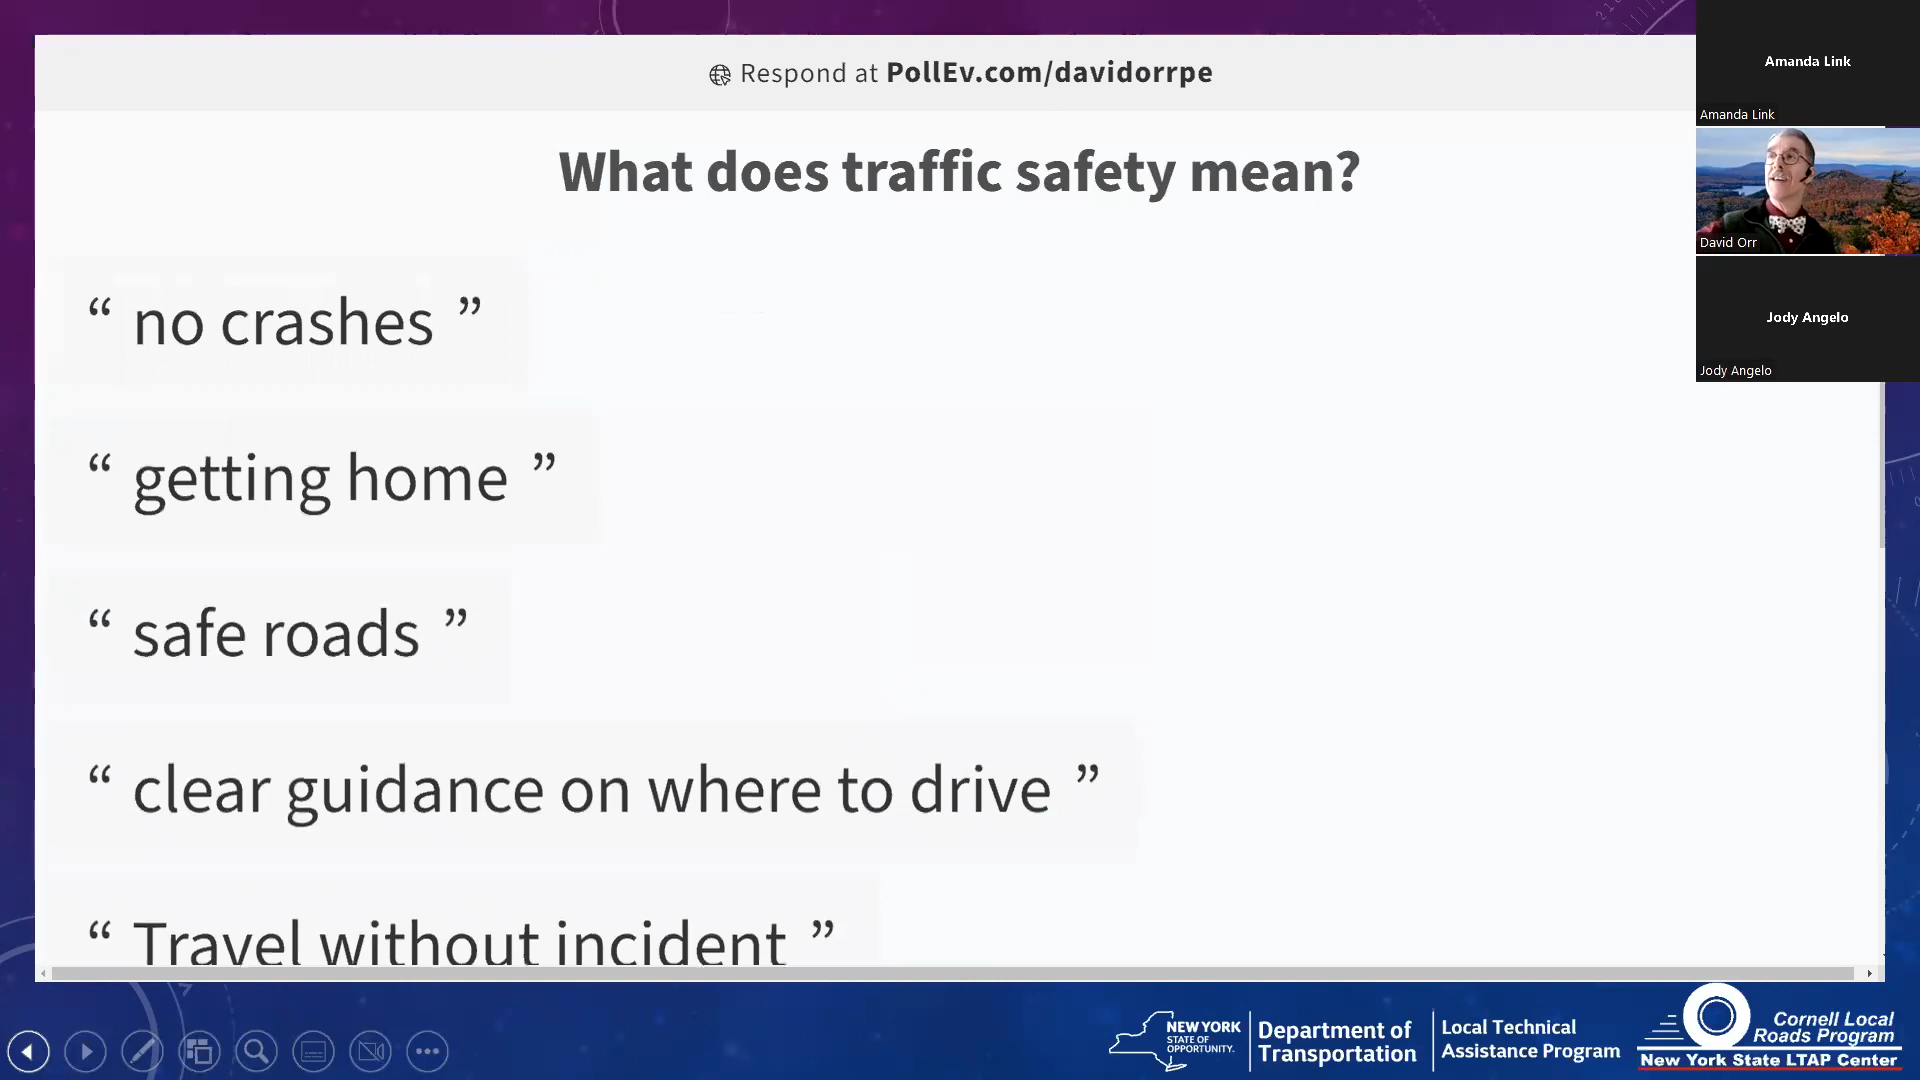 Respond at PollEv.com/davidorrpe
What does traffic safety mean?
“ no crashes ”
“ getting home ”
“ safe roads ”
“ clear guidance on where to drive ”
“ Travel without incident ”
Amanda Link
Amanda Link
David Orr
Jody Angelo
Jody Angelo
NEW YORK
STATE OF
OPPORTUNITY.
Department of
Transportation
Local Technical
Assistance Program
Cornell Local
Roads Program
New York State LTAP Center